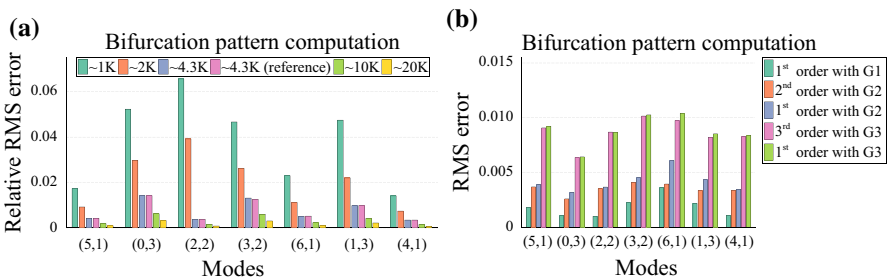 (a)
Bifurcation pattern computation
~1K ~2K ~4.3K ~4.3K (reference) ~10K ~20K
Relative RMS error
0.06
0.04
0.02
0
(5,1) (0,3) (2,2) (3,2) (6,1) (1,3) (4,1)
Modes
(b)
Bifurcation pattern computation
RMS error
0.015
0.010
0.005
0
(5,1) (0,3) (2,2) (3,2) (6,1) (1,3) (4,1)
Modes
1st order with G1
2nd order with G2
1st order with G2
3rd order with G3
1st order with G3